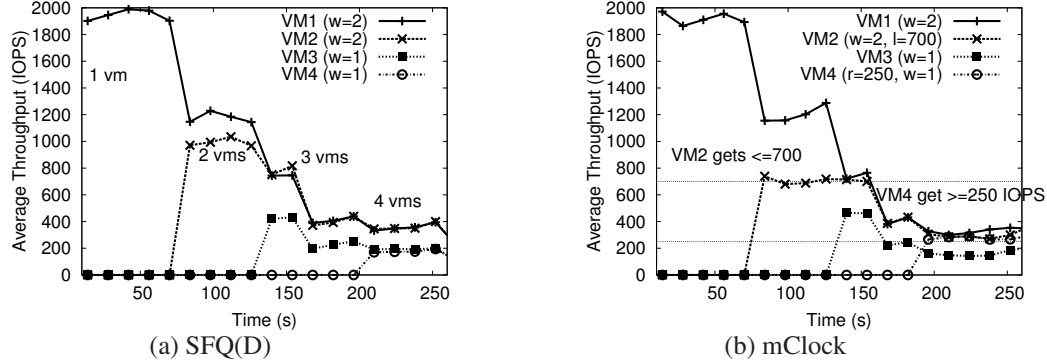 2000
1800
1600
1400
1200
1000
800
600
400
200
0
Average Throughput (IOPS)
VM1 (w=2)
VM2 (w=2)
VM3 (w=1)
VM4 (w=1)
1 vm
2 vms
3 vms
4 vms
50 100 150 200 250
Time (s)
(a) SFQ(D)
2000
1800
1600
1400
1200
1000
800
600
400
200
0
Average Throughput (IOPS)
VM1 (w=2)
VM2 (w=2, l=700)
VM3 (w=1)
VM4 (r=250, w=1)
VM2 gets <=700
VM4 get >=250 IOPS
50 100 150 200 250
Time (s)
(b) mClock